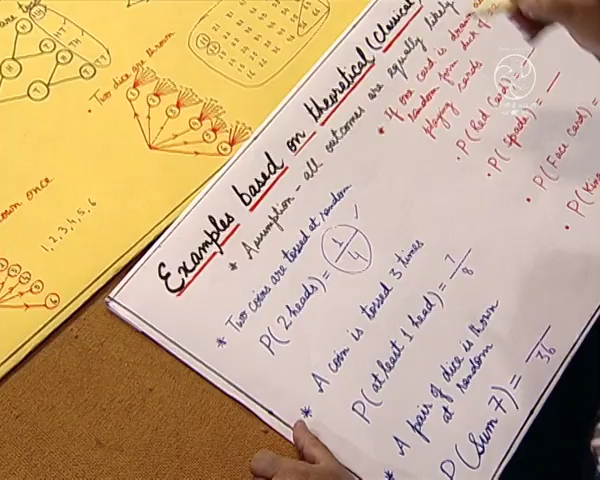 Two dice are thrown
once
1, 2, 3, 4, 5, 6
Examples based on theoretical (Classical
* Assumption - all outcomes are equally likely
* Two coins are tossed at random
P(2 heads) = 1/4
* A coin is tossed 3 times
P(at least 1 head) = 7/8
* A pair of dice is thrown
at random
P(Sum 7) = /36
* If one card is drawn at
random from deck of
playing cards
• P(Red Card) =
• P(Spade) =
• P(Face Card) =
• P(King